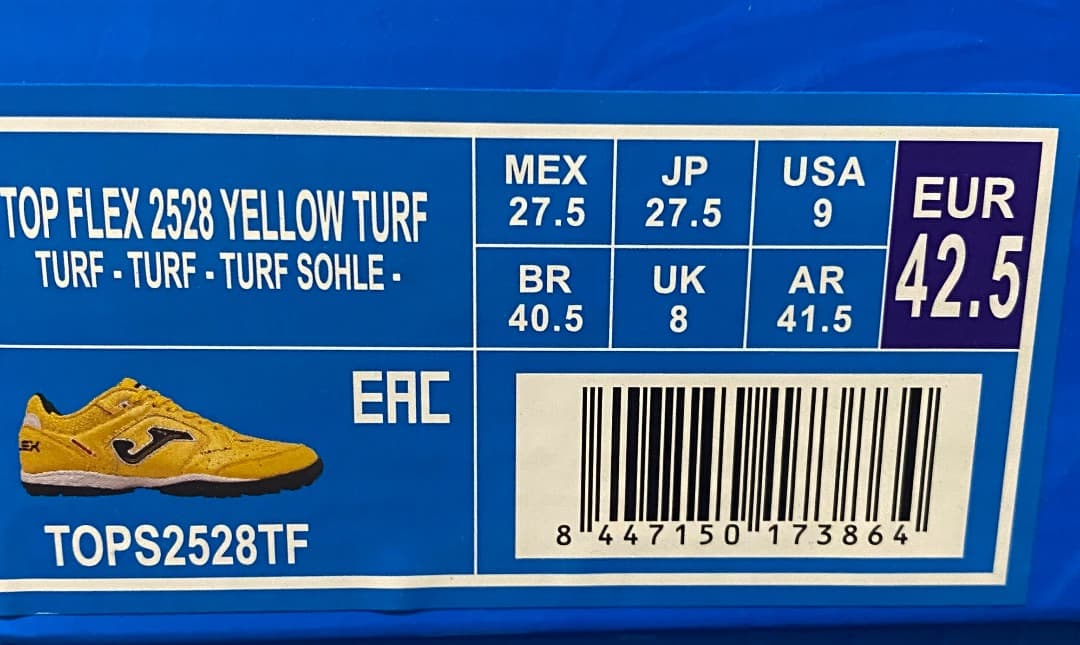 TOP FLEX 2528 YELLOW TURF
TURF - TURF - TURF SOHLE -
MEX
27.5
JP
27.5
USA
9
BR
40.5
UK
8
AR
41.5
EUR
42.5
EAC
EX
TOPS2528TF
8 447150 173864